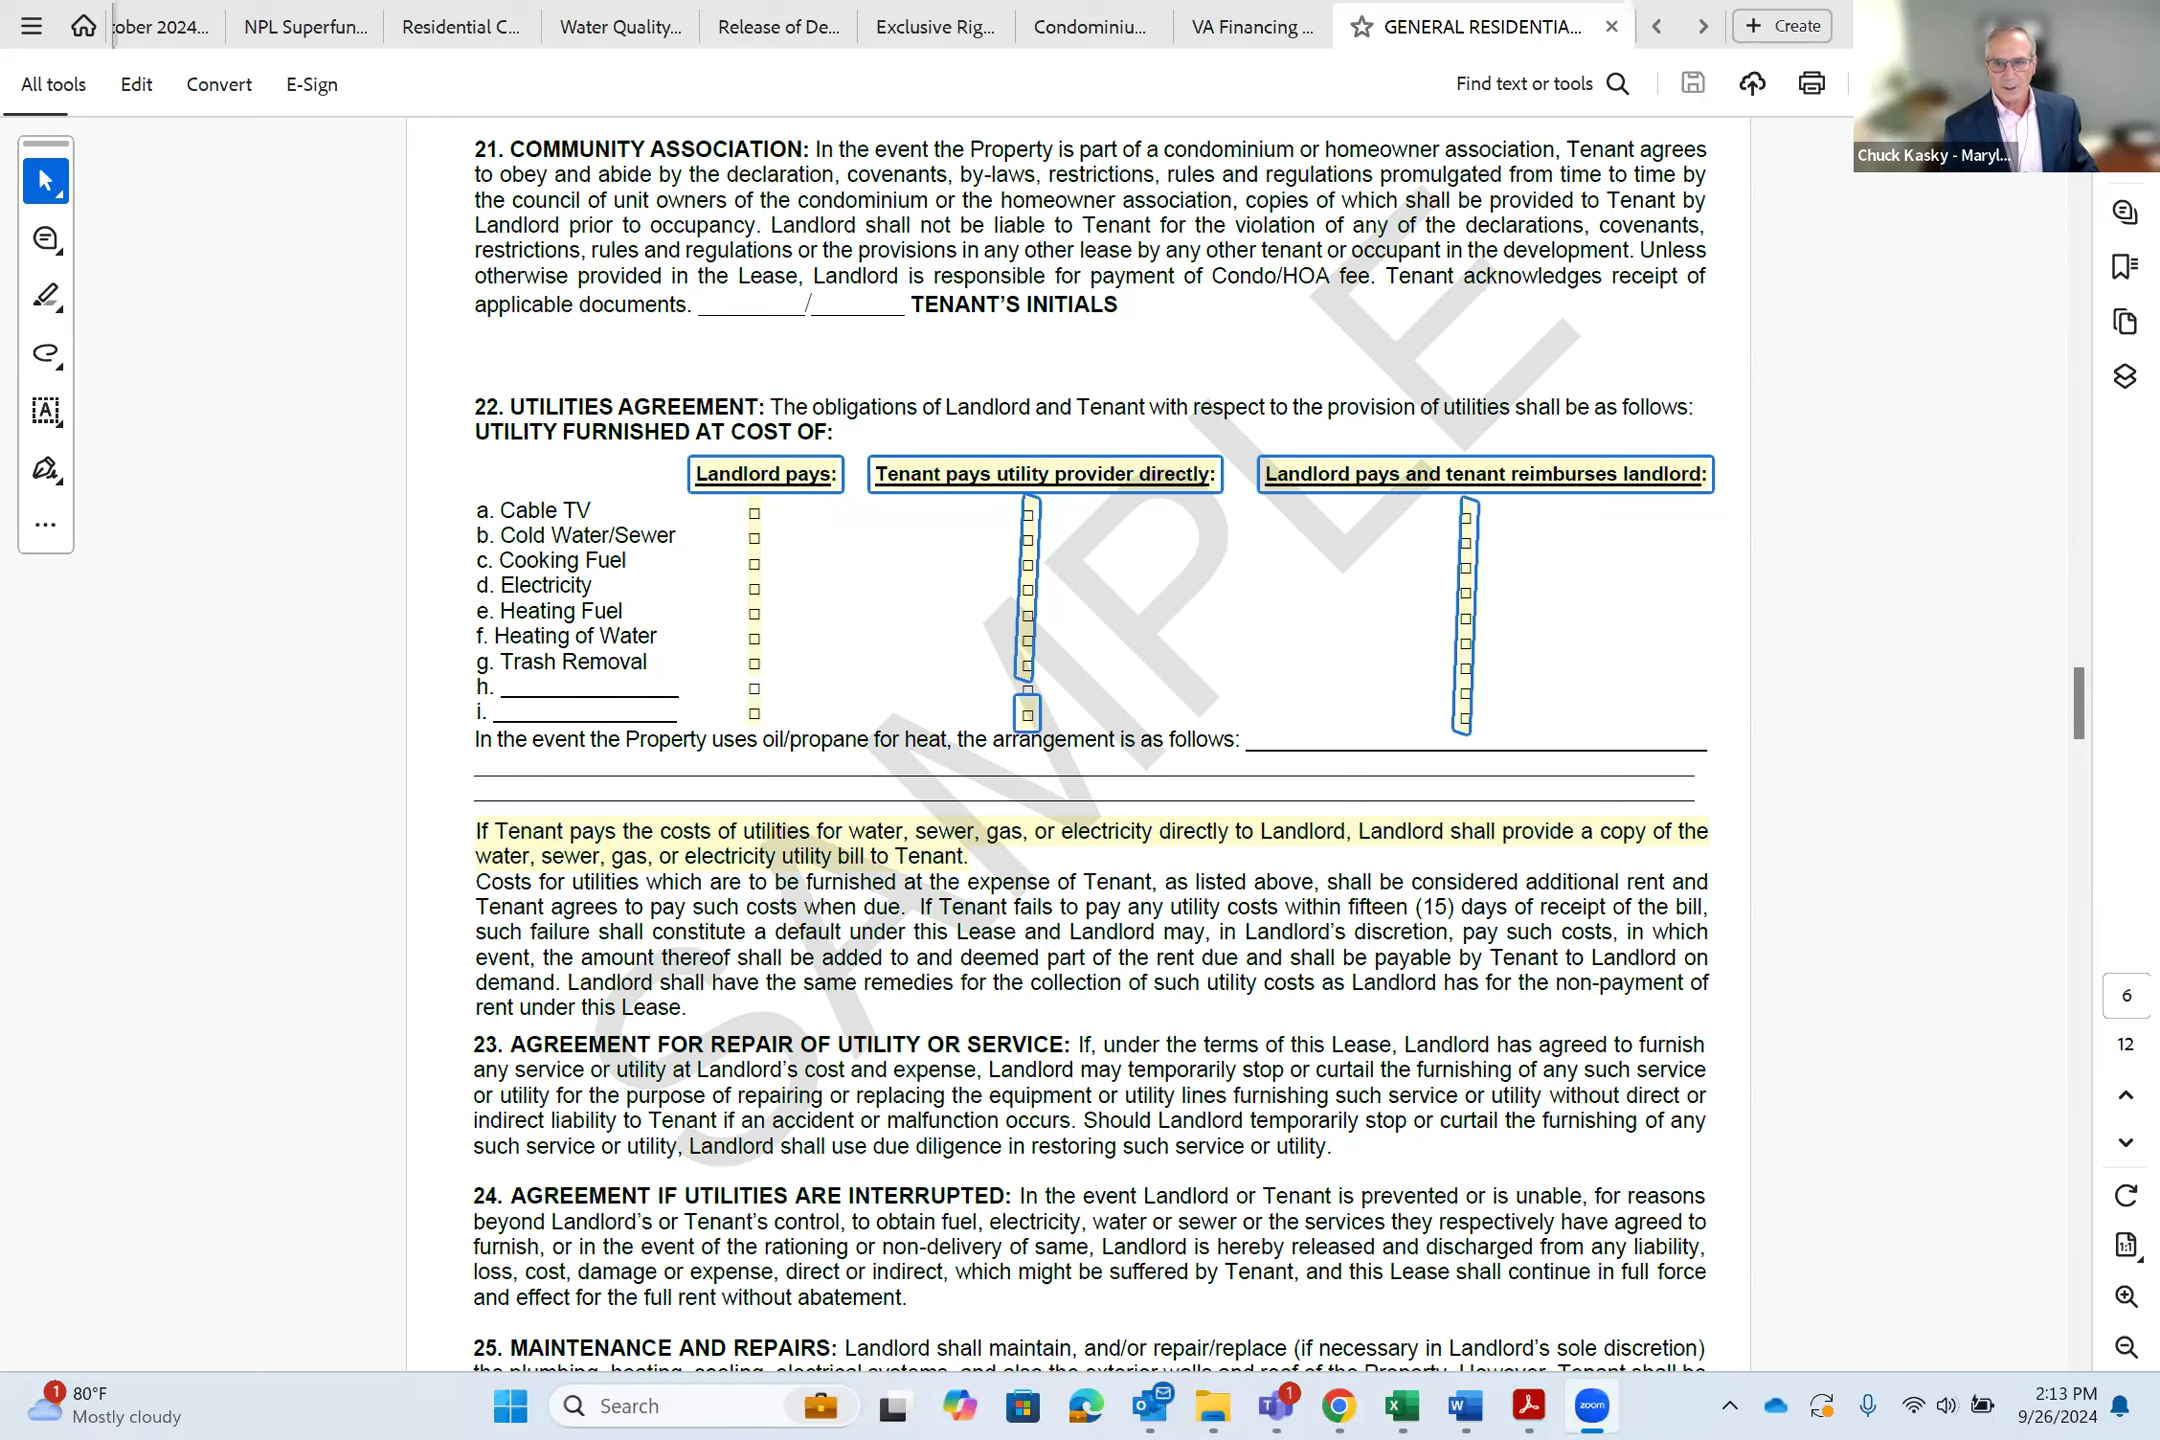 ober 2024...
NPL Superfun...
Residential C...
Water Quality...
Release of De...
Exclusive Rig...
Condominiu...
VA Financing ...
GENERAL RESIDENTIA...
Create
All tools
Edit
Convert
E-Sign
Find text or tools
Chuck Kasky - Maryl...
21. COMMUNITY ASSOCIATION: In the event the Property is part of a condominium or homeowner association, Tenant agrees
to obey and abide by the declaration, covenants, by-laws, restrictions, rules and regulations promulgated from time to time by
the council of unit owners of the condominium or the homeowner association, copies of which shall be provided to Tenant by
Landlord prior to occupancy. Landlord shall not be liable to Tenant for the violation of any of the declarations, covenants,
restrictions, rules and regulations or the provisions in any other lease by any other tenant or occupant in the development. Unless
otherwise provided in the Lease, Landlord is responsible for payment of Condo/HOA fee. Tenant acknowledges receipt of
applicable documents. _________/________ TENANT'S INITIALS
22. UTILITIES AGREEMENT: The obligations of Landlord and Tenant with respect to the provision of utilities shall be as follows:
UTILITY FURNISHED AT COST OF:
Landlord pays: Tenant pays utility provider directly: Landlord pays and tenant reimburses landlord:
a. Cable TV □ □ □
b. Cold Water/Sewer □ □ □
c. Cooking Fuel □ □ □
d. Electricity □ □ □
e. Heating Fuel □ □ □
f. Heating of Water □ □ □
g. Trash Removal □ □ □
h. _______________ □ □ □
i. _______________ □ □ □
In the event the Property uses oil/propane for heat, the arrangement is as follows: ______________
If Tenant pays the costs of utilities for water, sewer, gas, or electricity directly to Landlord, Landlord shall provide a copy of the
water, sewer, gas, or electricity utility bill to Tenant.
Costs for utilities which are to be furnished at the expense of Tenant, as listed above, shall be considered additional rent and
Tenant agrees to pay such costs when due. If Tenant fails to pay any utility costs within fifteen (15) days of receipt of the bill,
such failure shall constitute a default under this Lease and Landlord may, in Landlord's discretion, pay such costs, in which
event, the amount thereof shall be added to and deemed part of the rent due and shall be payable by Tenant to Landlord on
demand. Landlord shall have the same remedies for the collection of such utility costs as Landlord has for the non-payment of
rent under this Lease.
23. AGREEMENT FOR REPAIR OF UTILITY OR SERVICE: If, under the terms of this Lease, Landlord has agreed to furnish
any service or utility at Landlord's cost and expense, Landlord may temporarily stop or curtail the furnishing of any such service
or utility for the purpose of repairing or replacing the equipment or utility lines furnishing such service or utility without direct or
indirect liability to Tenant if an accident or malfunction occurs. Should Landlord temporarily stop or curtail the furnishing of any
such service or utility, Landlord shall use due diligence in restoring such service or utility.
24. AGREEMENT IF UTILITIES ARE INTERRUPTED: In the event Landlord or Tenant is prevented or is unable, for reasons
beyond Landlord's or Tenant's control, to obtain fuel, electricity, water or sewer or the services they respectively have agreed to
furnish, or in the event of the rationing or non-delivery of same, Landlord is hereby released and discharged from any liability,
loss, cost, damage or expense, direct or indirect, which might be suffered by Tenant, and this Lease shall continue in full force
and effect for the full rent without abatement.
25. MAINTENANCE AND REPAIRS: Landlord shall maintain, and/or repair/replace (if necessary in Landlord's sole discretion)
SAMPLE
6
12
1:1
1
80°F
Mostly cloudy
Search
1
zoom
2:13 PM
9/26/2024